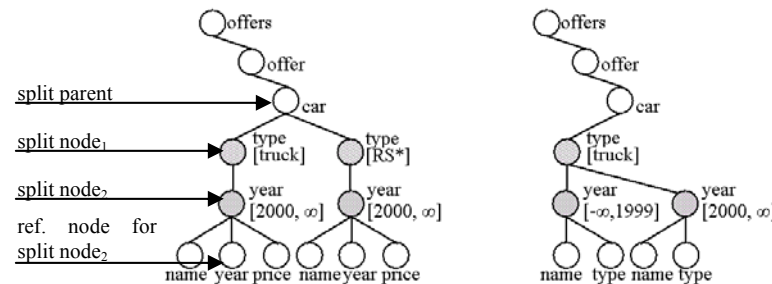 offers
offer
split parent
car
split node₁
type
[truck]
type
[RS*]
split node₂
year
[2000, ∞]
year
[2000, ∞]
ref. node for
split node₂
name year price name year price
offers
offer
car
type
[truck]
year
[-∞,1999]
year
[2000, ∞]
name type name type